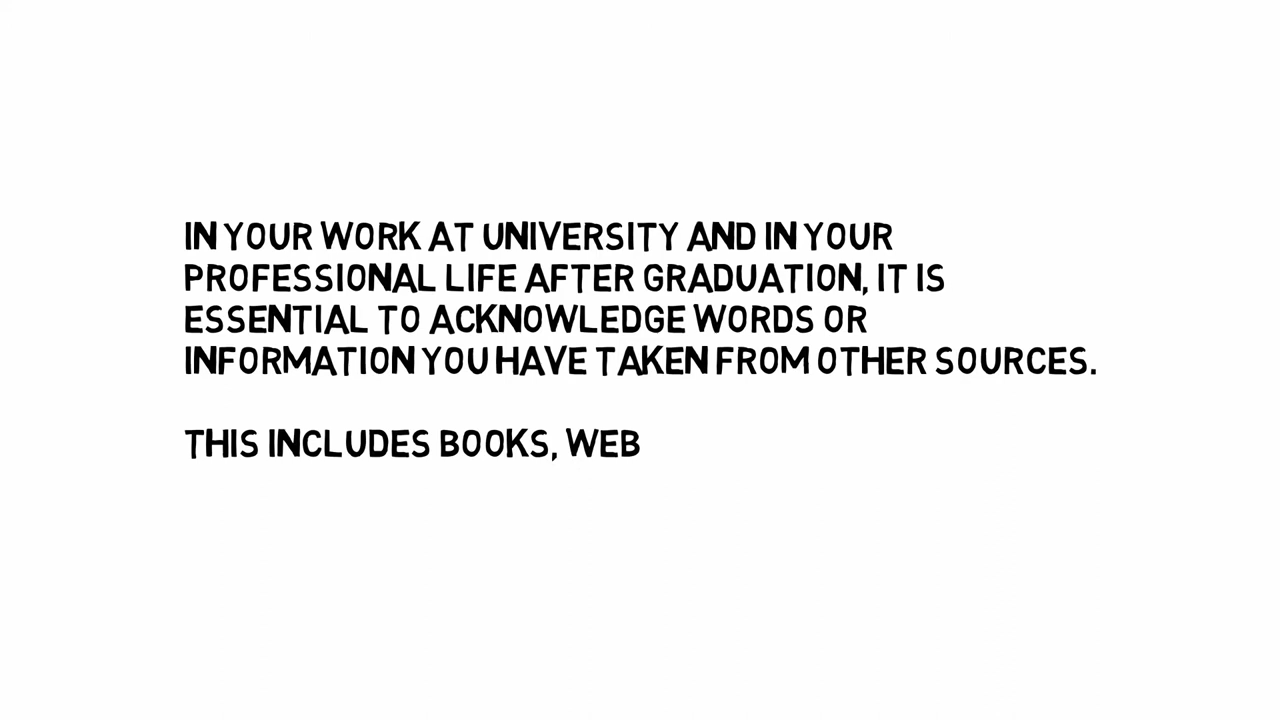 IN YOUR WORK AT UNIVERSITY AND IN YOUR
PROFESSIONAL LIFE AFTER GRADUATION, IT IS
ESSENTIAL TO ACKNOWLEDGE WORDS OR
INFORMATION YOU HAVE TAKEN FROM OTHER SOURCES.
THIS INCLUDES BOOKS, WEB